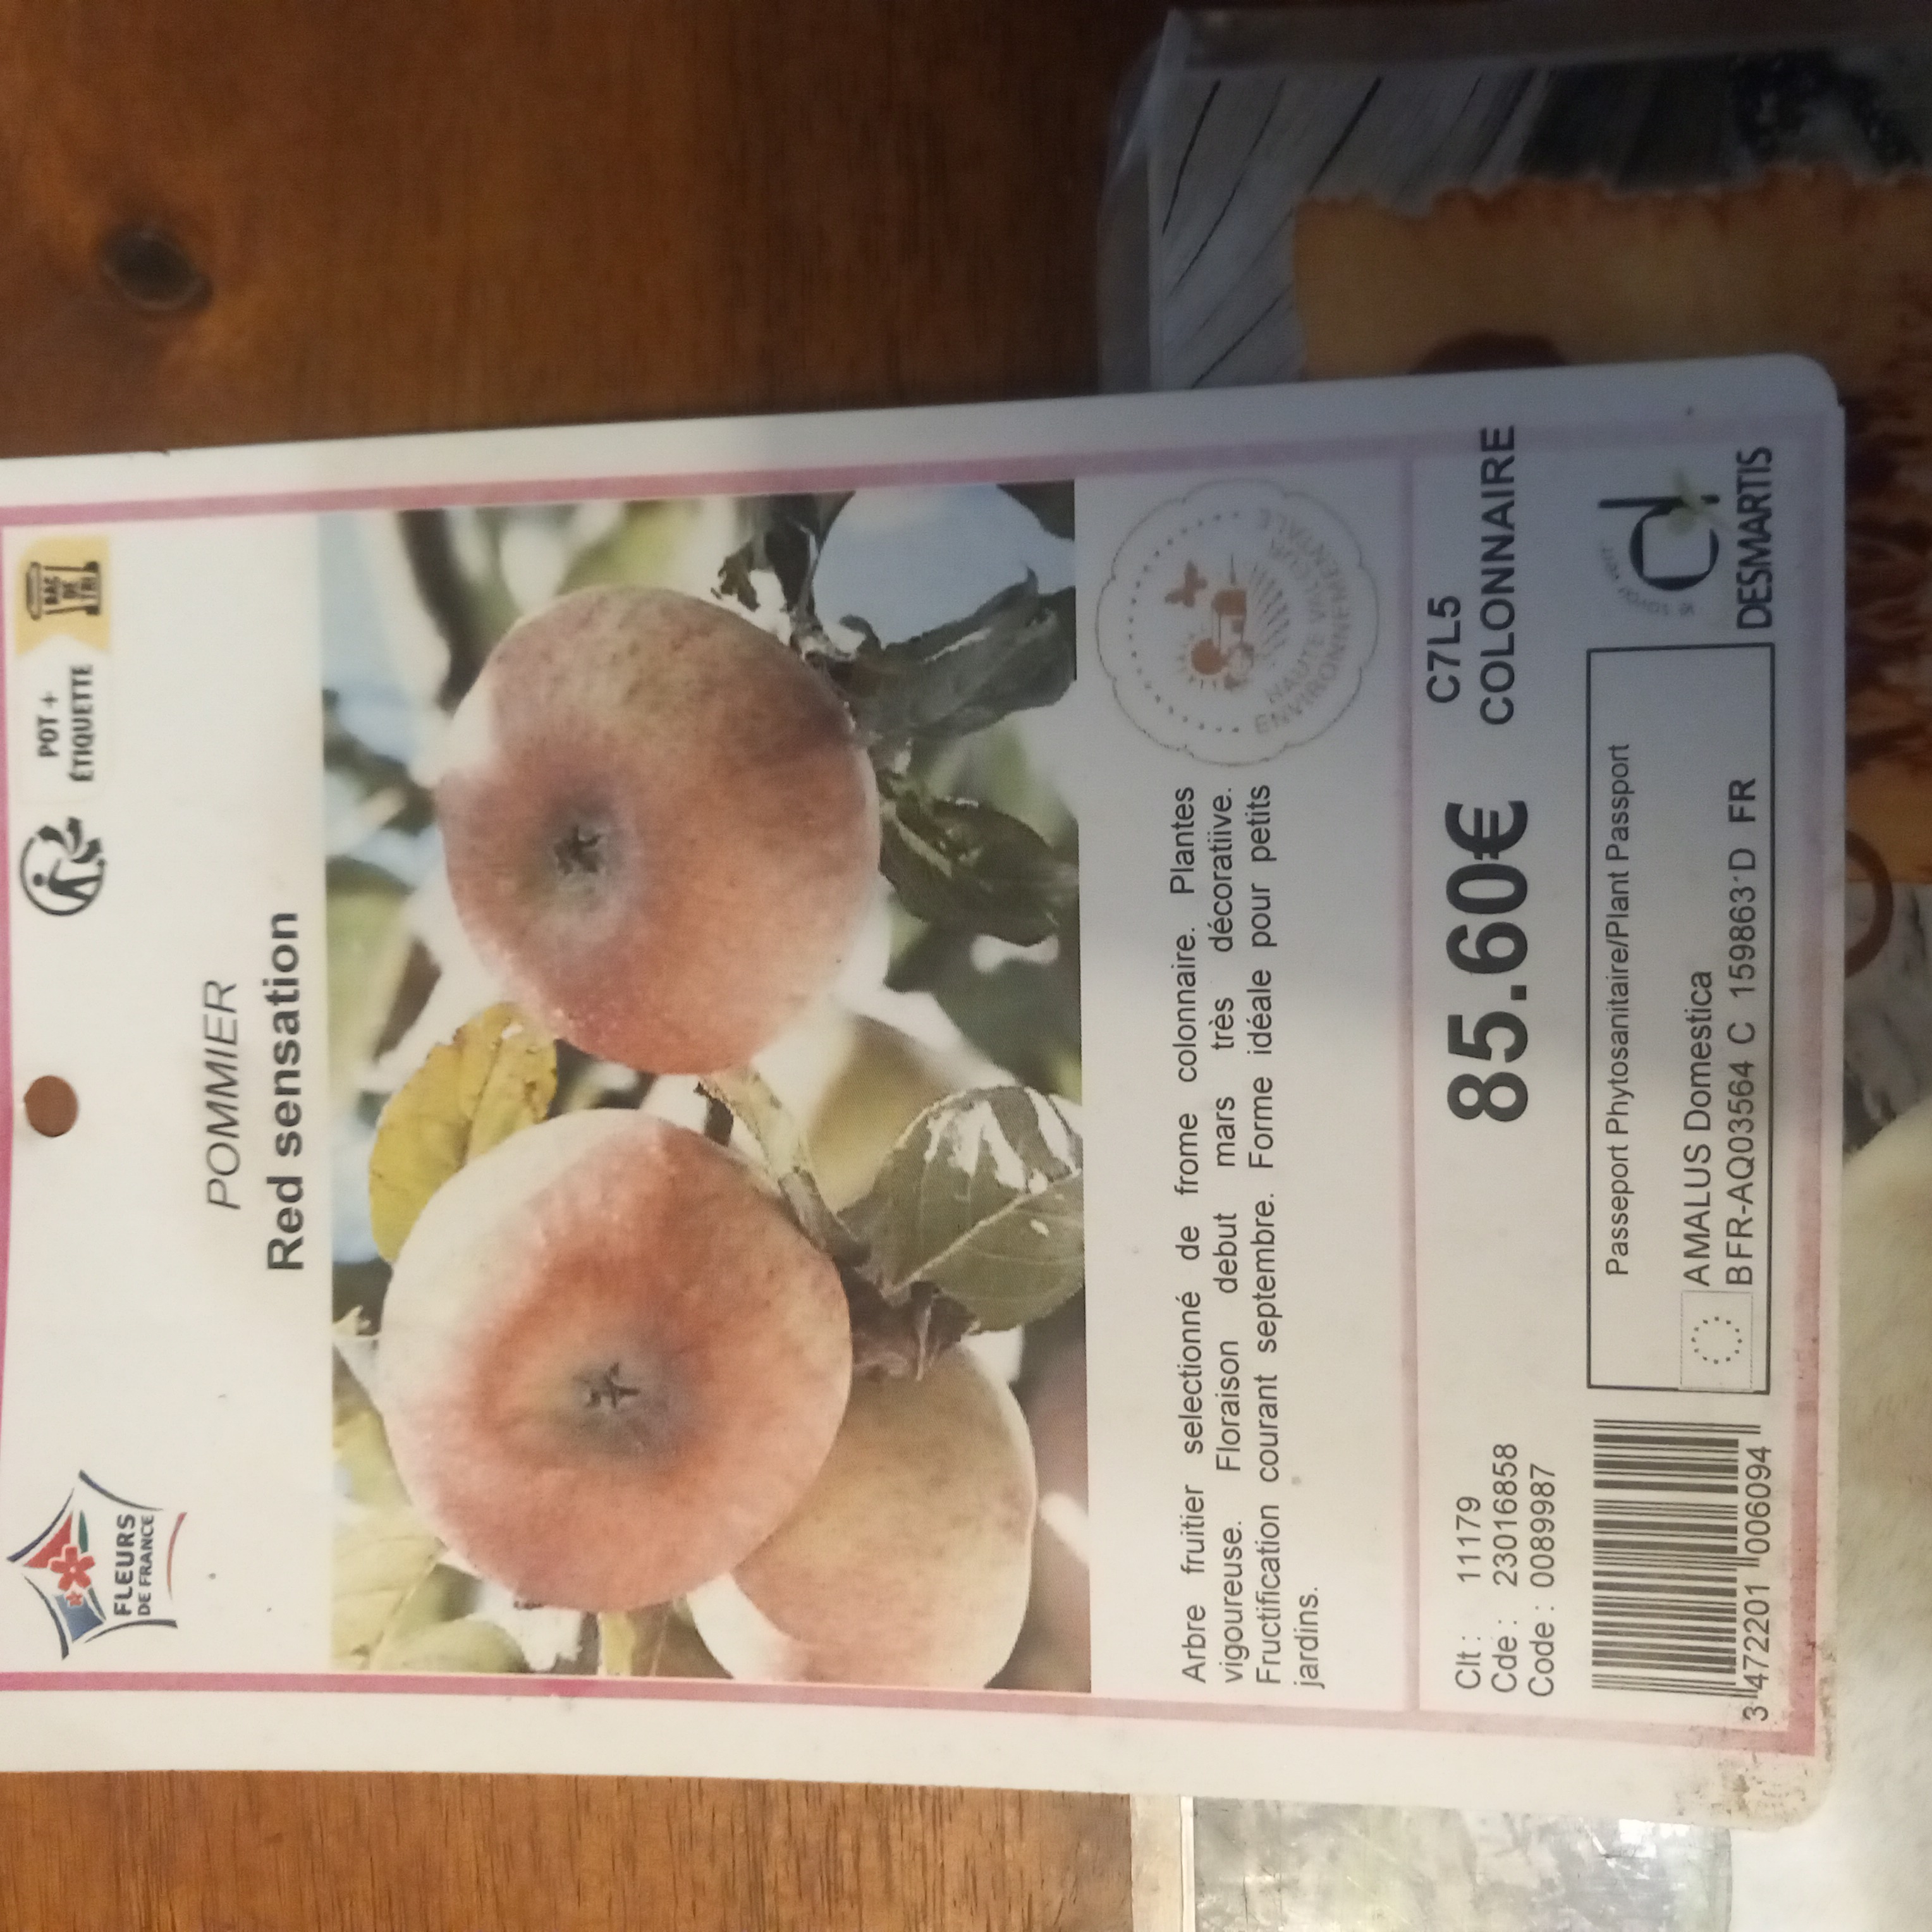 FLEURS
DE FRANCE
POT +
ÉTIQUETTE
BAC
DE
TRI
POMMIER
Red sensation
Arbre fruitier selectionné de frome colonnaire. Plantes
vigoureuse. Floraison debut mars très décoratiive.
Fructification courant septembre. Forme idéale pour petits
jardins.
HAUTE VALEUR
ENVIRONNEMENTALE
Clt : 11179
Cde : 23016858
Code : 0089987
85.60€
C7L5
COLONNAIRE
Passeport Phytosanitaire/Plant Passport
A MALUS Domestica
B FR-AQ03564 C 159863*D FR
DESMARTIS
3 472201 006094